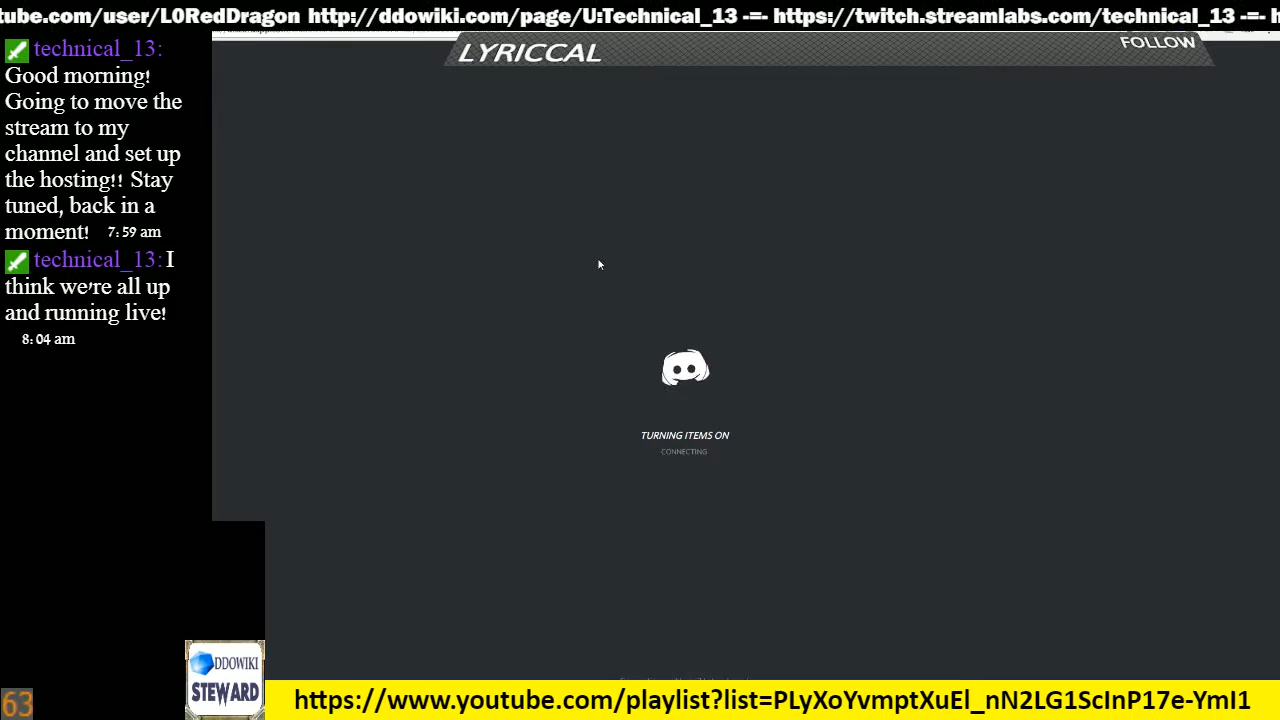 tube.com/user/L0RedDragon http://ddowiki.com/page/U:Technical_13 -=- https://twitch.streamlabs.com/technical_13 -=- h
LYRICCAL
FOLLOW
technical_13:
Good morning!
Going to move the
stream to my
channel and set up
the hosting!! Stay
tuned, back in a
moment! 7:59 am
technical_13: I
think we're all up
and running live!
8:04 am
TURNING ITEMS ON
CONNECTING
DDOWIKI
STEWARD
63
https://www.youtube.com/playlist?list=PLyXoYvmptXuEl_nN2LG1ScInP17e-YmI1